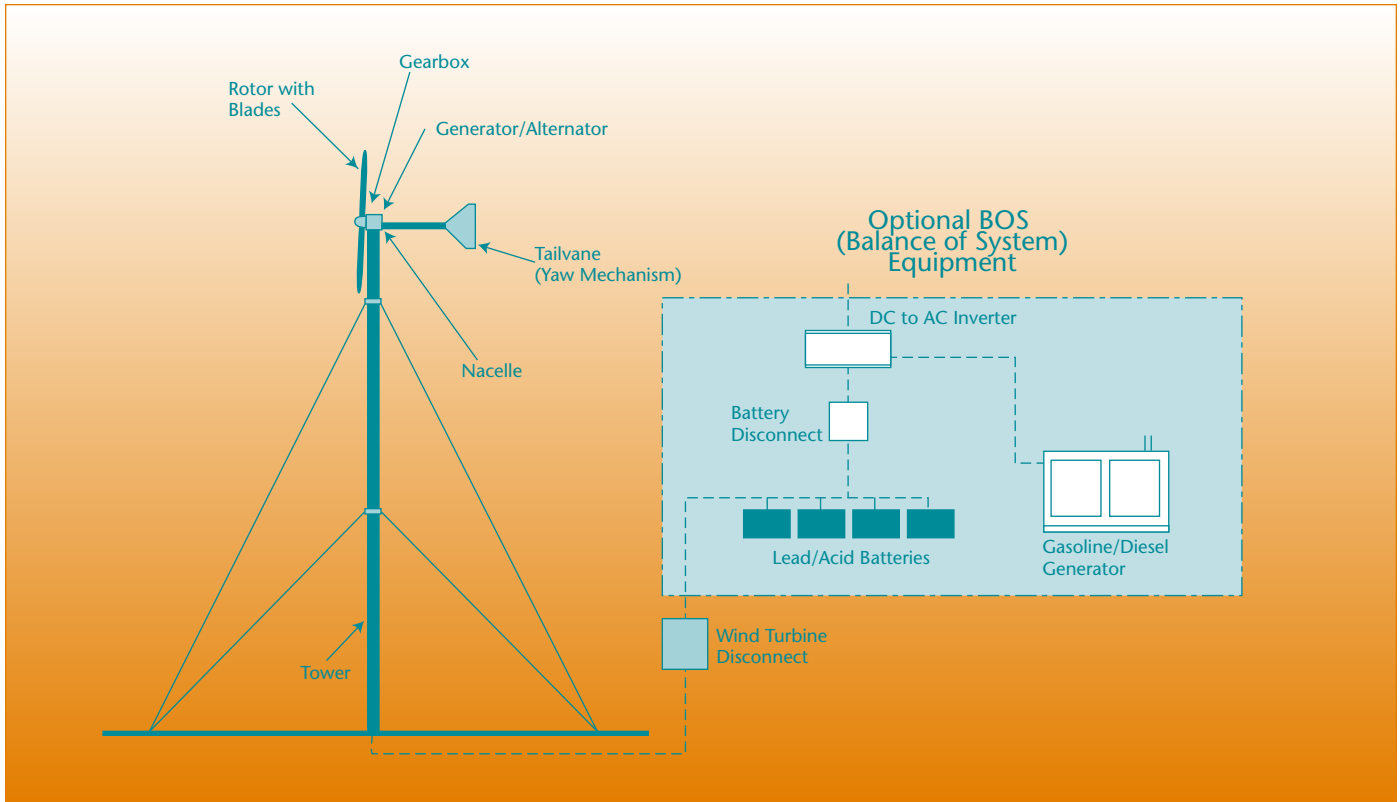 Gearbox
Rotor with
Blades
Generator/Alternator
Tailvane
(Yaw Mechanism)
Nacelle
Tower
Optional BOS
(Balance of System)
Equipment
DC to AC Inverter
Battery
Disconnect
Lead/Acid Batteries
Gasoline/Diesel
Generator
Wind Turbine
Disconnect